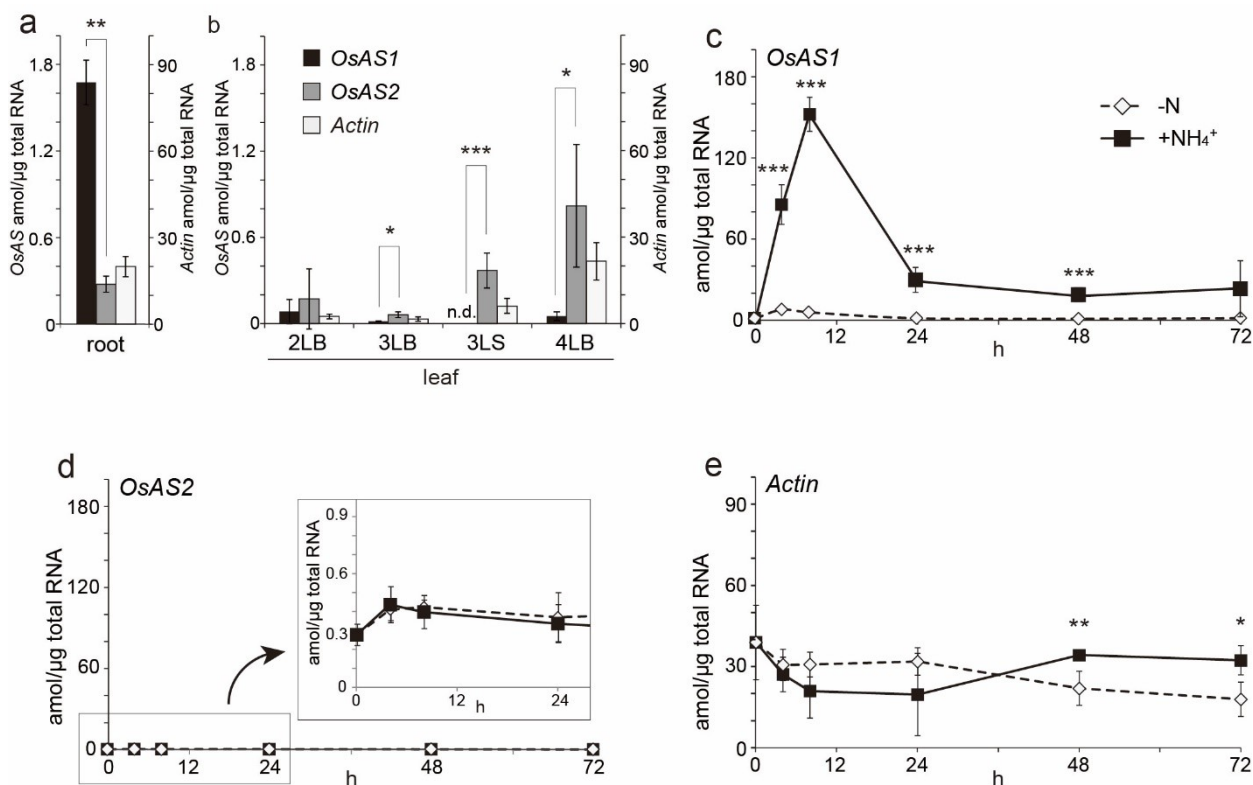 a
**
OsAS amol/µg total RNA
1.8
1.2
0.6
0
90
60
30
0
Actin amol/µg total RNA
root
b
OsAS1
OsAS2
Actin
OsAS amol/µg total RNA
1.8
1.2
0.6
0
*
n.d.
***
*
90
60
30
0
Actin amol/µg total RNA
2LB 3LB 3LS 4LB
leaf
c
OsAS1
amol/µg total RNA
180
120
60
0
***
***
***
***
-N
+NH₄⁺
0 12 24 48 72
h
d
OsAS2
amol/µg total RNA
180
120
60
0
0 12 24 48 72
h
amol/µg total RNA
0.9
0.6
0.3
0
0 12 24
h
e
Actin
amol/µg total RNA
90
60
30
0
**
*
0 12 24 48 72
h